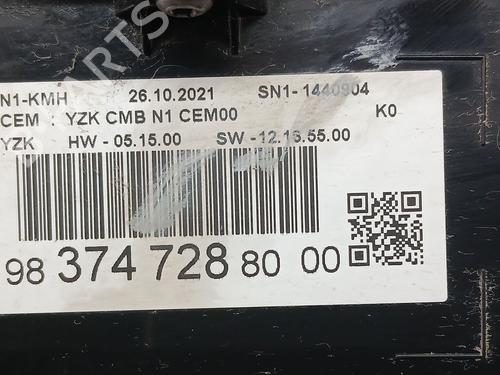 N1-KMH 26.10.2021 SN1- 1440904
CEM : YZK CMB N1 CEM00 K0
YZK HW - 05.15.00 SW - 12.16.55.00
98 374 728 80 00